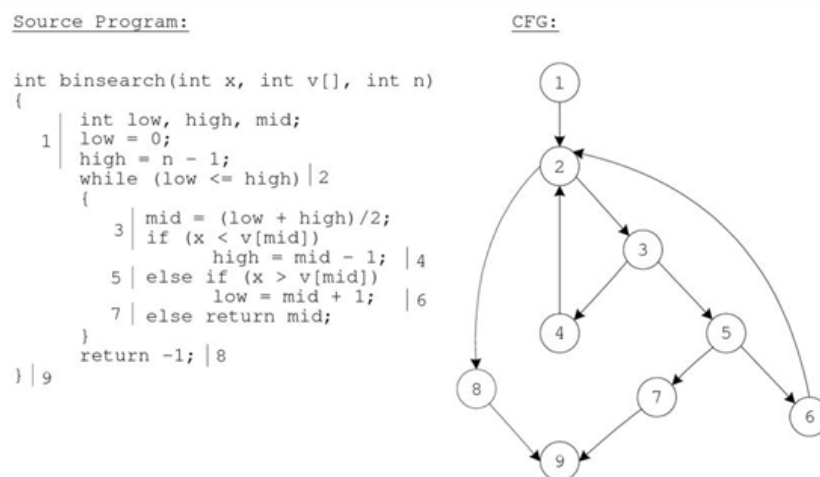 Source Program:
CFG:
int binsearch(int x, int v[], int n)
{
int low, high, mid;
1 low = 0;
high = n - 1;
while (low <= high) 2
{
mid = (low + high)/2;
3 if (x < v[mid])
high = mid - 1; 4
5 else if (x > v[mid])
low = mid + 1; 6
7 else return mid;
}
return -1; 8
} 9
1
2
3
4
5
8
7
6
9